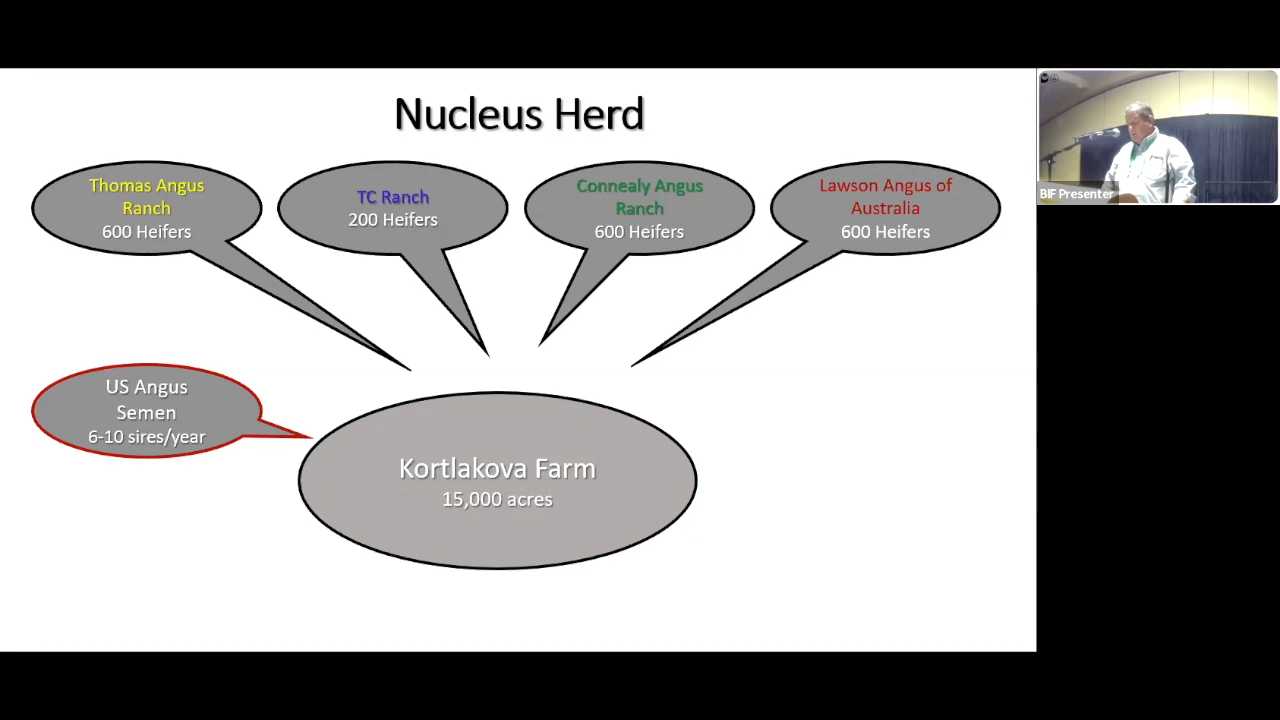 Nucleus Herd
Thomas Angus
Ranch
600 Heifers
TC Ranch
200 Heifers
Connealy Angus
Ranch
600 Heifers
Lawson Angus of
Australia
600 Heifers
US Angus
Semen
6-10 sires/year
Kortlakova Farm
15,000 acres
BIF Presenter